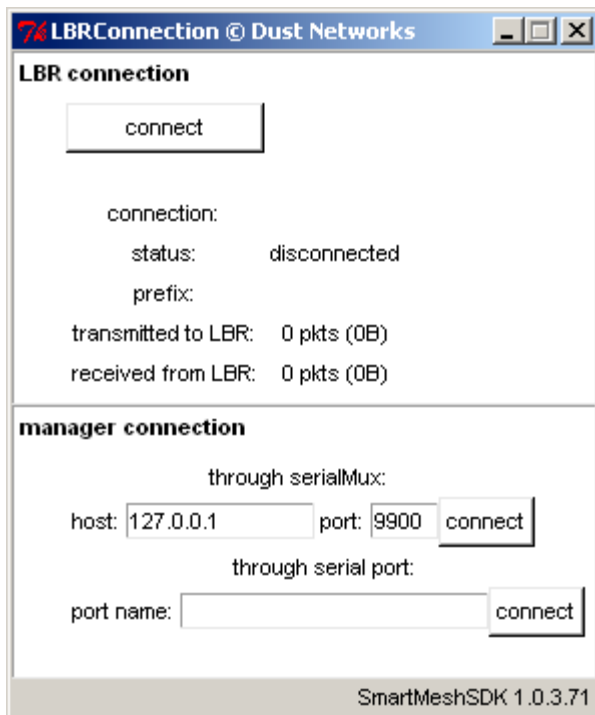 LBRConnection © Dust Networks
LBR connection
connect
connection:
status: disconnected
prefix:
transmitted to LBR: 0 pkts (0B)
received from LBR: 0 pkts (0B)
manager connection
through serialMux:
host: 127.0.0.1 port: 9900 connect
through serial port:
port name: connect
SmartMeshSDK 1.0.3.71